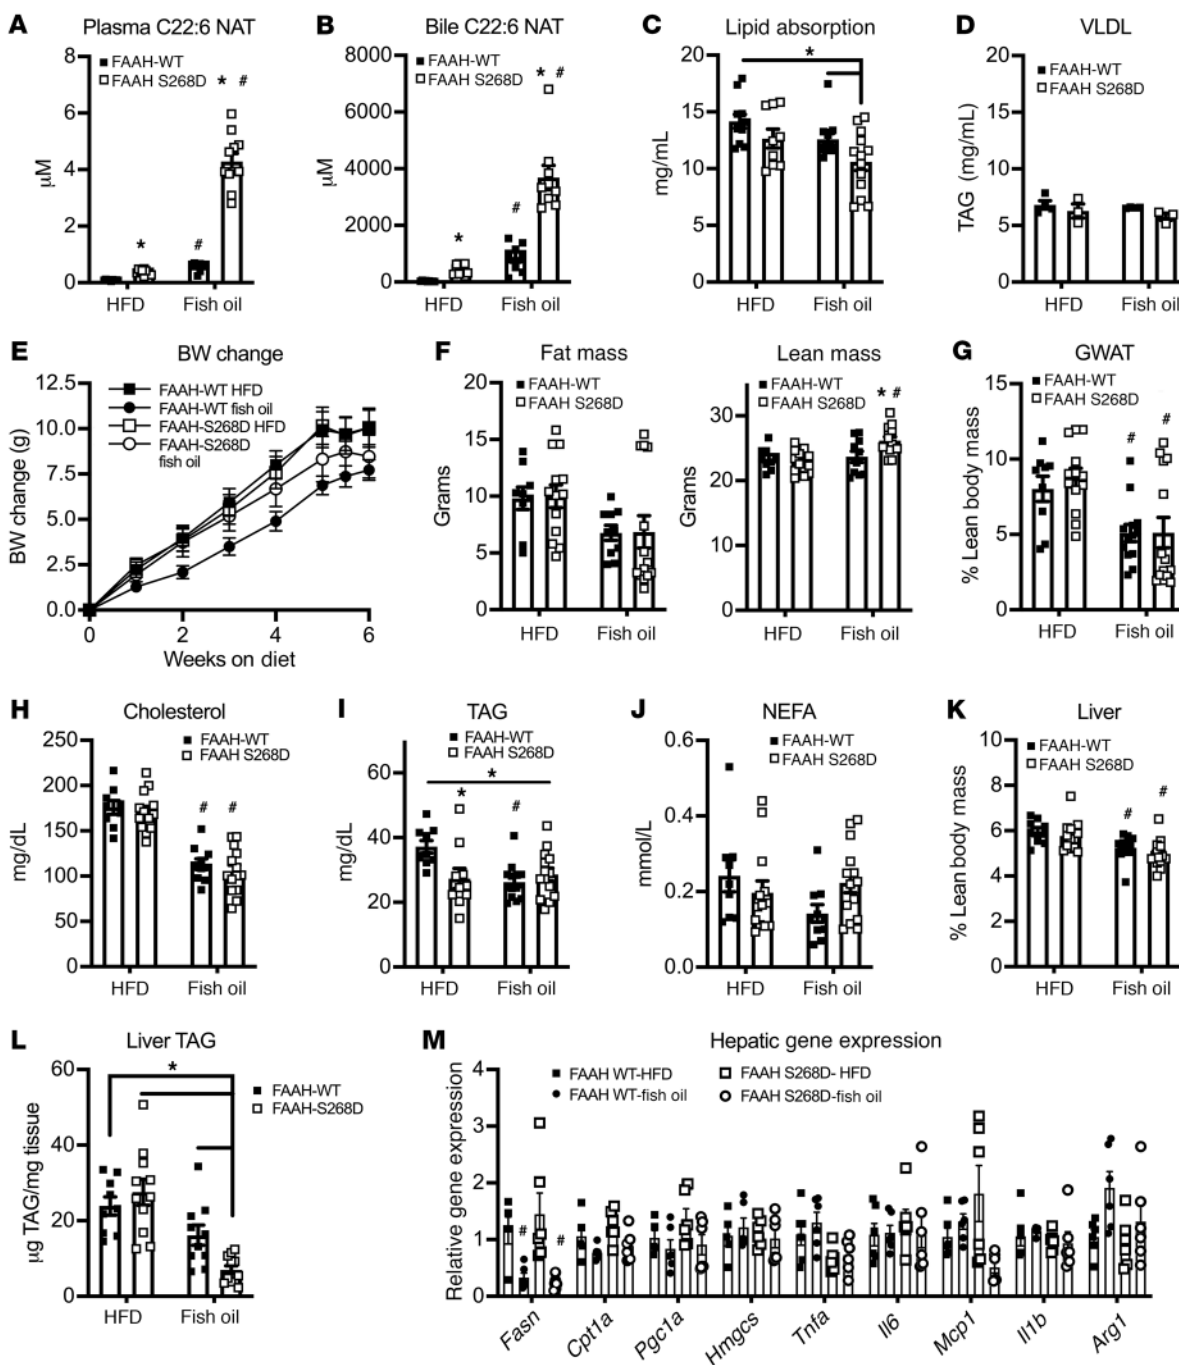 A Plasma C22:6 NAT
FAAH-WT
FAAH S268D
* #
*
#
μM
8
6
4
2
0
HFD Fish oil
B Bile C22:6 NAT
FAAH-WT
FAAH S268D
* #
*
#
μM
8000
6000
4000
2000
0
HFD Fish oil
C Lipid absorption
FAAH-WT
FAAH S268D
*
mg/mL
20
15
10
5
0
HFD Fish oil
D VLDL
FAAH-WT
FAAH S268D
TAG (mg/mL)
20
15
10
5
0
HFD Fish oil
E BW change
FAAH-WT HFD
FAAH-WT fish oil
FAAH-S268D HFD
FAAH-S268D
fish oil
BW change (g)
12.5
10.0
7.5
5.0
2.5
0.0
0 2 4 6
Weeks on diet
F Fat mass
FAAH-WT
FAAH S268D
Grams
20
15
10
5
0
HFD Fish oil
Lean mass
FAAH-WT
FAAH S268D
* #
Grams
30
20
10
0
HFD Fish oil
G GWAT
FAAH-WT
FAAH S268D
# #
% Lean body mass
15
10
5
0
HFD Fish oil
H Cholesterol
FAAH-WT
FAAH S268D
# #
mg/dL
250
200
150
100
50
0
HFD Fish oil
I TAG
FAAH-WT
FAAH S268D
*
* #
mg/dL
60
40
20
0
HFD Fish oil
J NEFA
FAAH-WT
FAAH S268D
mmol/L
0.6
0.4
0.2
0.0
HFD Fish oil
K Liver
FAAH-WT
FAAH S268D
# #
% Lean body mass
10
8
6
4
2
0
HFD Fish oil
L Liver TAG
FAAH-WT
FAAH-S268D
*
μg TAG/mg tissue
60
40
20
0
HFD Fish oil
M Hepatic gene expression
FAAH WT-HFD
FAAH WT-fish oil
FAAH S268D- HFD
FAAH S268D-fish oil
# #
Relative gene expression
4
3
2
1
0
Fasn Cpt1a Pgc1a Hmgcs Tnfa Il6 Mcp1 Il1b Arg1